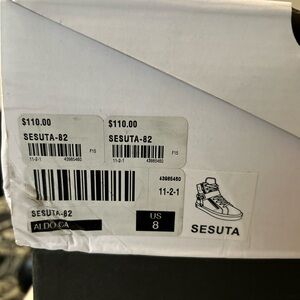 $110.00
$110.00
SESUTA-82
SESUTA-82
F15
F15
11-2-1
43985460
11-2-1
43985460
43985460
11-2-1
SESUTA-82
ALDO CA
US
8
SESUTA